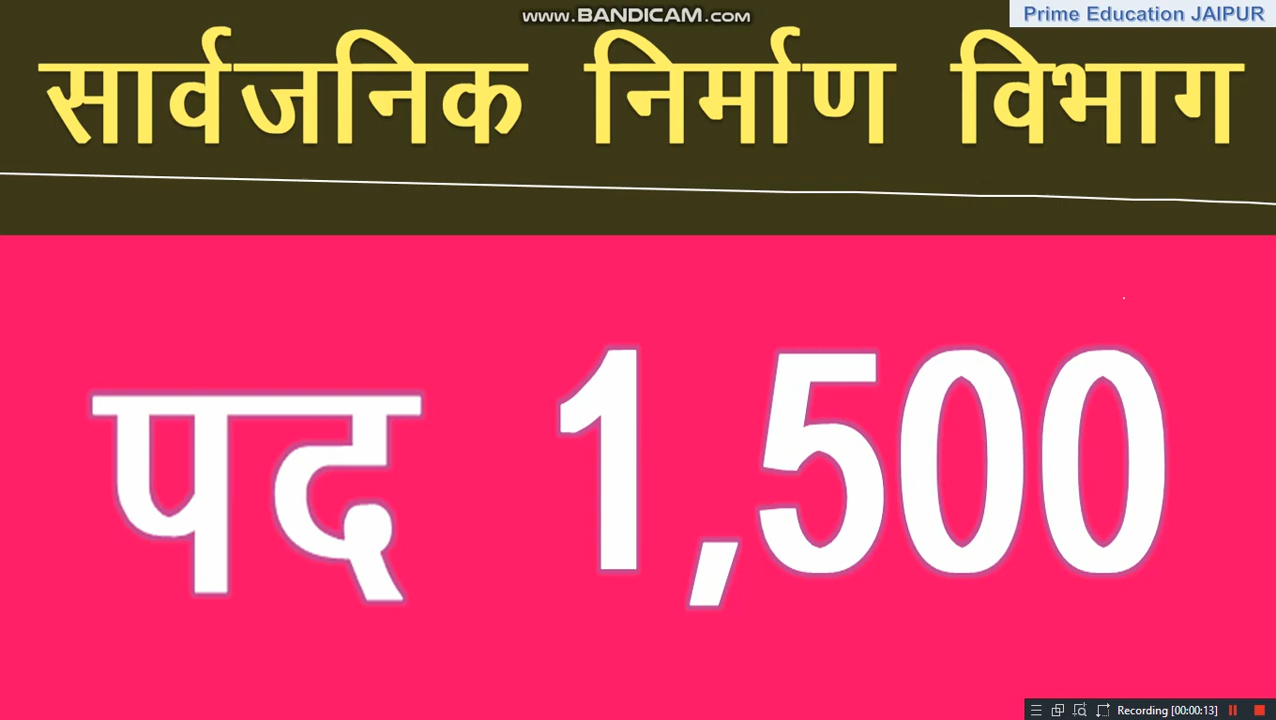 www.BANDICAM.com
Prime Education JAIPUR
सार्वजनिक निर्माण विभाग
पद 1,500
Recording [00:00:13]